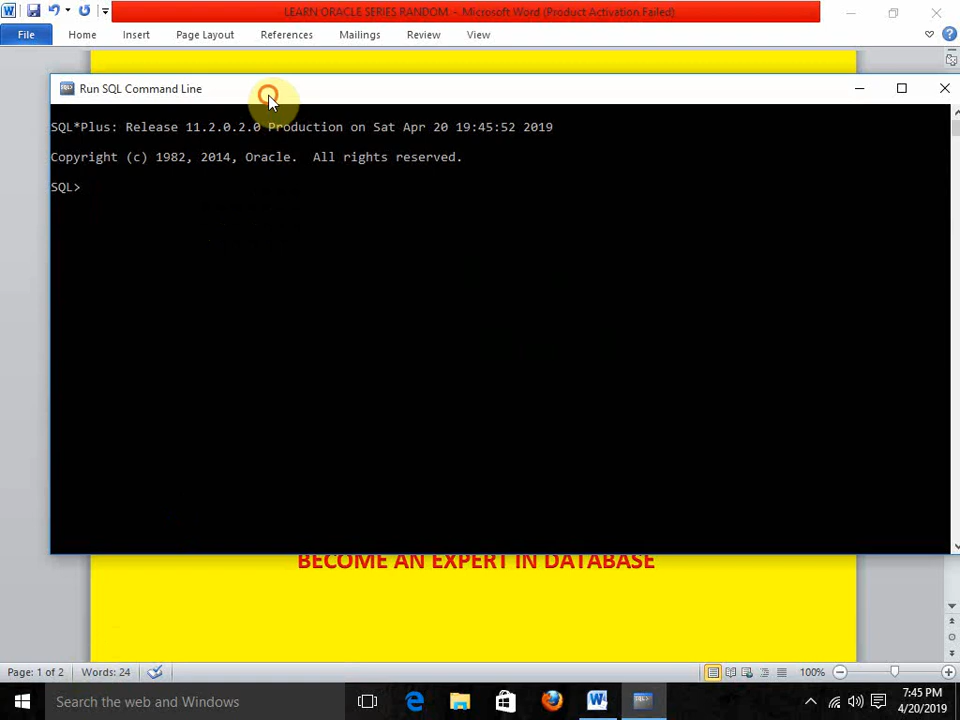 LEARN ORACLE SERIES RANDOM - Microsoft Word (Product Activation Failed)
File Home Insert Page Layout References Mailings Review View
Run SQL Command Line
SQL*Plus: Release 11.2.0.2.0 Production on Sat Apr 20 19:45:52 2019
Copyright (c) 1982, 2014, Oracle.  All rights reserved.
SQL>
BECOME AN EXPERT IN DATABASE
Page: 1 of 2 Words: 24 100%
Search the web and Windows
7:45 PM
4/20/2019